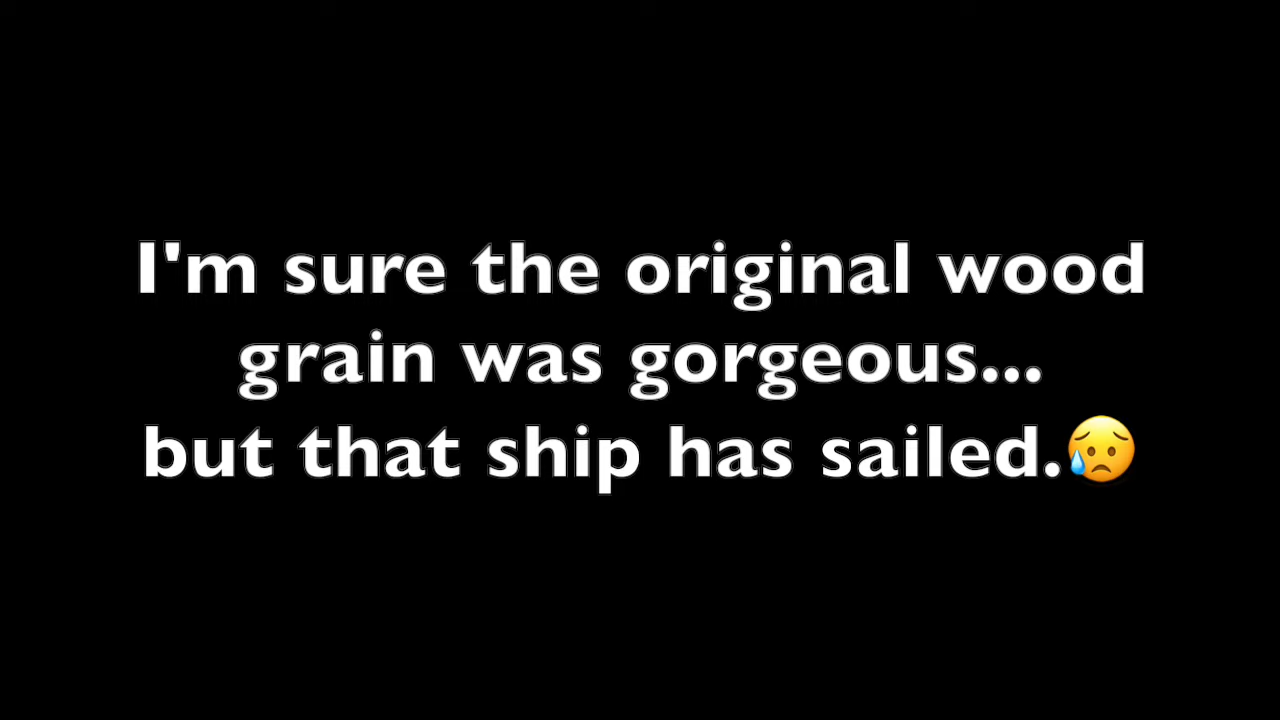 I'm sure the original wood
grain was gorgeous...
but that ship has sailed.😥